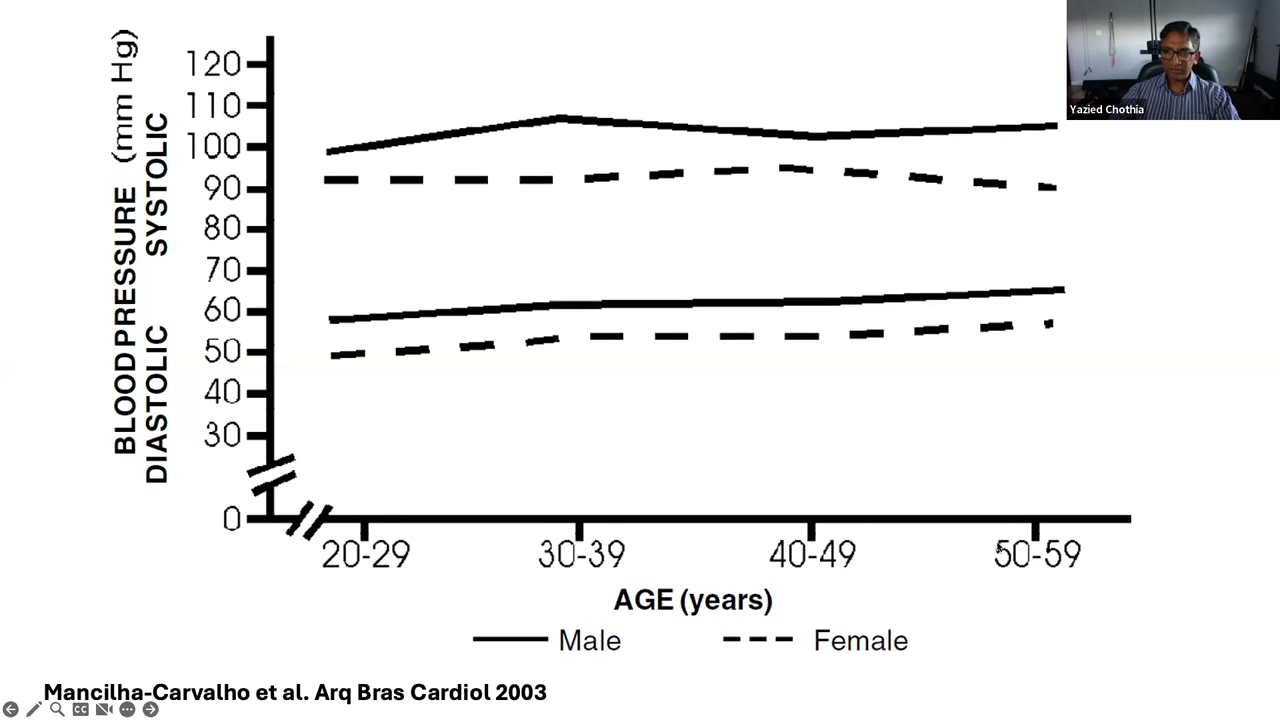 Yazied Chothia
BLOOD PRESSURE (mm Hg)
DIASTOLIC SYSTOLIC
120
110
100
90
80
70
60
50
40
30
0
20-29 30-39 40-49 50-59
AGE (years)
Male Female
Mancilha-Carvalho et al. Arq Bras Cardiol 2003
CC